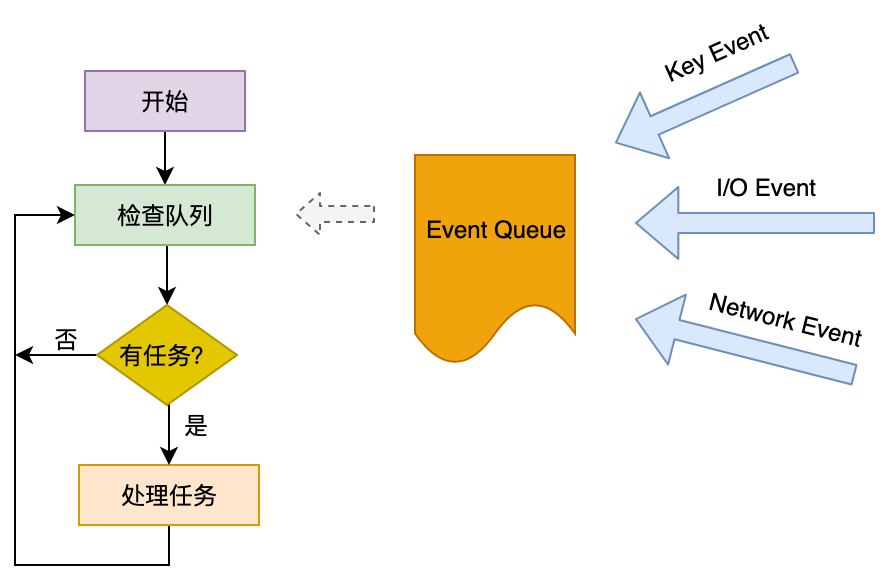 开始
检查队列
有任务?
否
是
处理任务
Event Queue
Key Event
I/O Event
Network Event